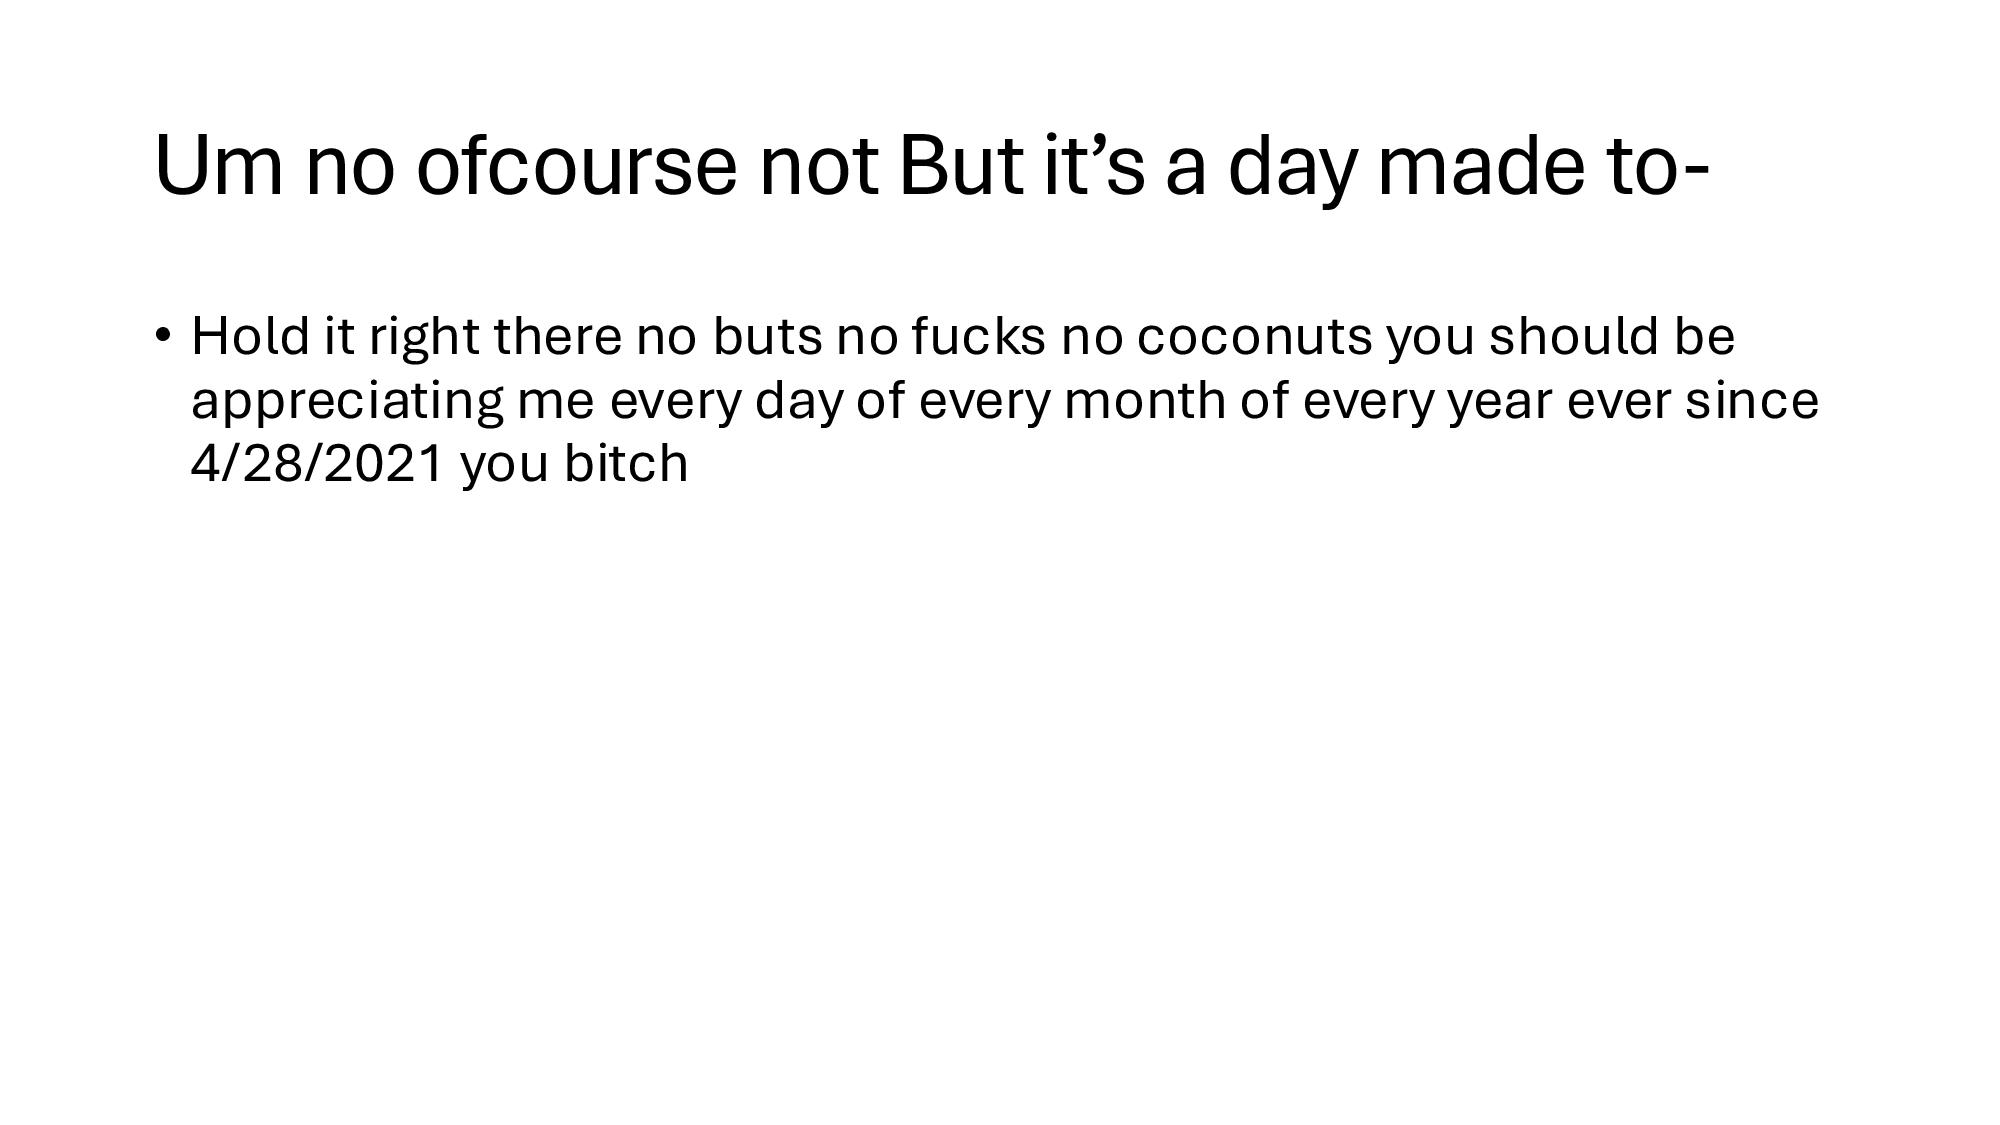 Um no ofcourse not But it’s a day made to-
• Hold it right there no buts no fucks no coconuts you should be
appreciating me every day of every month of every year ever since
4/28/2021 you bitch